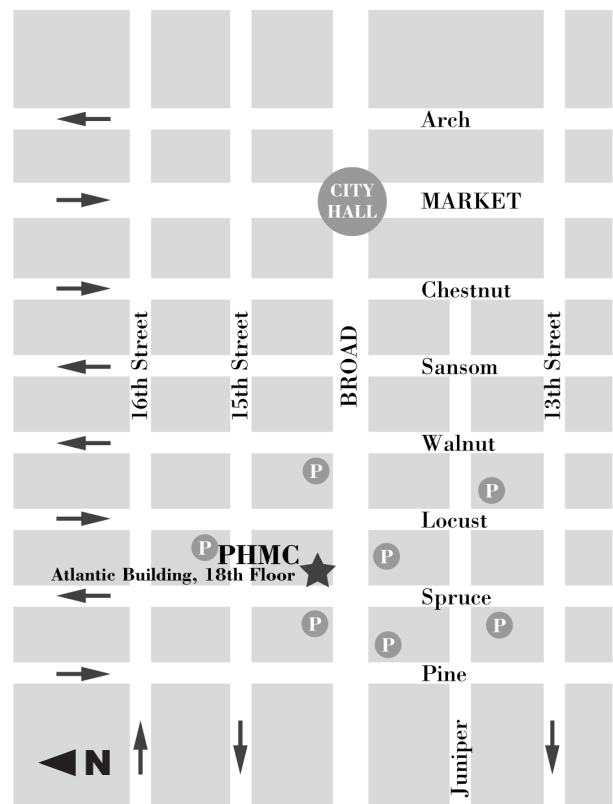 Arch
CITY
HALL
MARKET
Chestnut
16th Street
15th Street
BROAD
13th Street
Sansom
Walnut
P
P
Locust
P
PHMC
P
Atlantic Building, 18th Floor
Spruce
P
P
P
Pine
Juniper
N